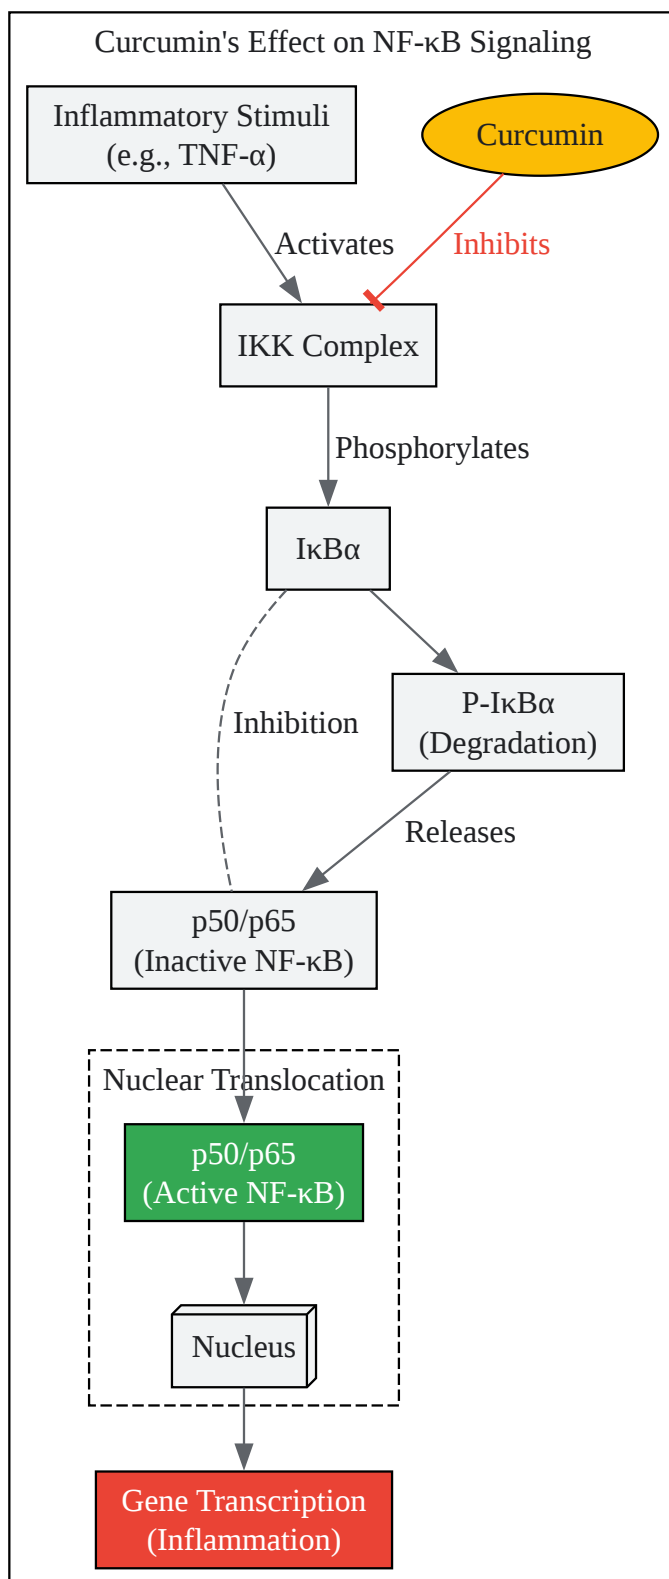 Curcumin's Effect on NF-κB Signaling
Inflammatory Stimuli
(e.g., TNF-α)
Curcumin
Activates
Inhibits
IKK Complex
Phosphorylates
IκBα
Inhibition
P-IκBα
(Degradation)
Releases
p50/p65
(Inactive NF-κB)
Nuclear Translocation
p50/p65
(Active NF-κB)
Nucleus
Gene Transcription
(Inflammation)